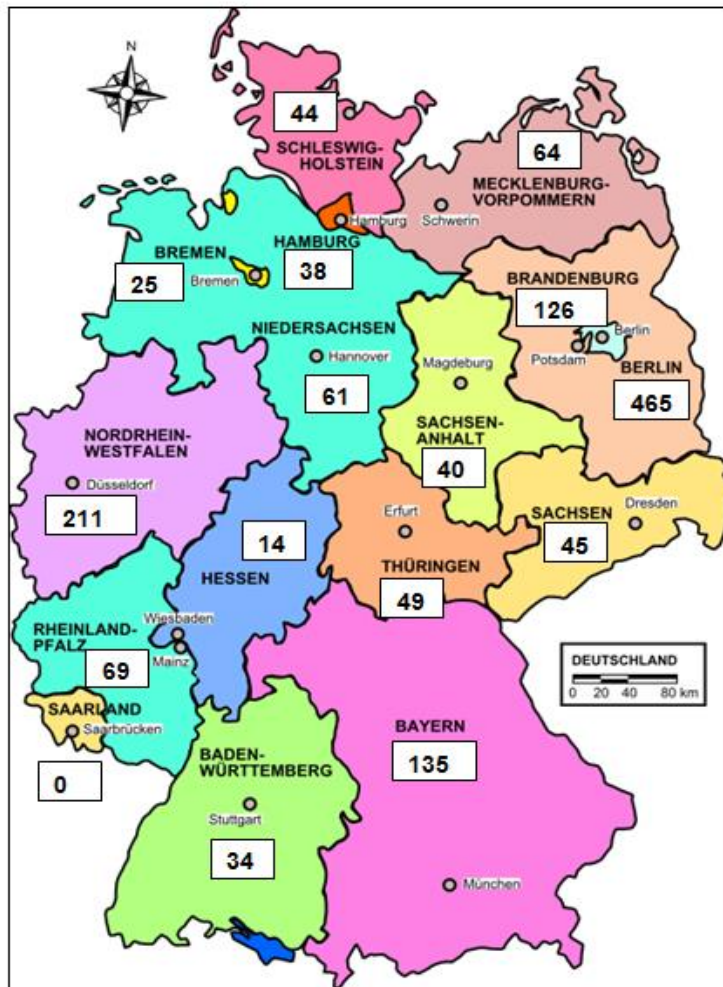 N
44
SCHLESWIG-
HOLSTEIN
64
MECKLENBURG-
VORPOMMERN
Schwerin
Hamburg
HAMBURG
38
BREMEN
25
Bremen
NIEDERSACHSEN
Hannover
61
BRANDENBURG
126
Berlin
Potsdam
BERLIN
465
Magdeburg
SACHSEN-
ANHALT
40
NORDRHEIN-
WESTFALEN
Düsseldorf
211
14
HESSEN
Wiesbaden
Erfurt
THÜRINGEN
49
SACHSEN
Dresden
45
RHEINLAND-
PFALZ
Mainz
69
SAARLAND
Saarbrücken
0
DEUTSCHLAND
0 20 40 80 km
BAYERN
135
München
BADEN-
WÜRTTEMBERG
Stuttgart
34